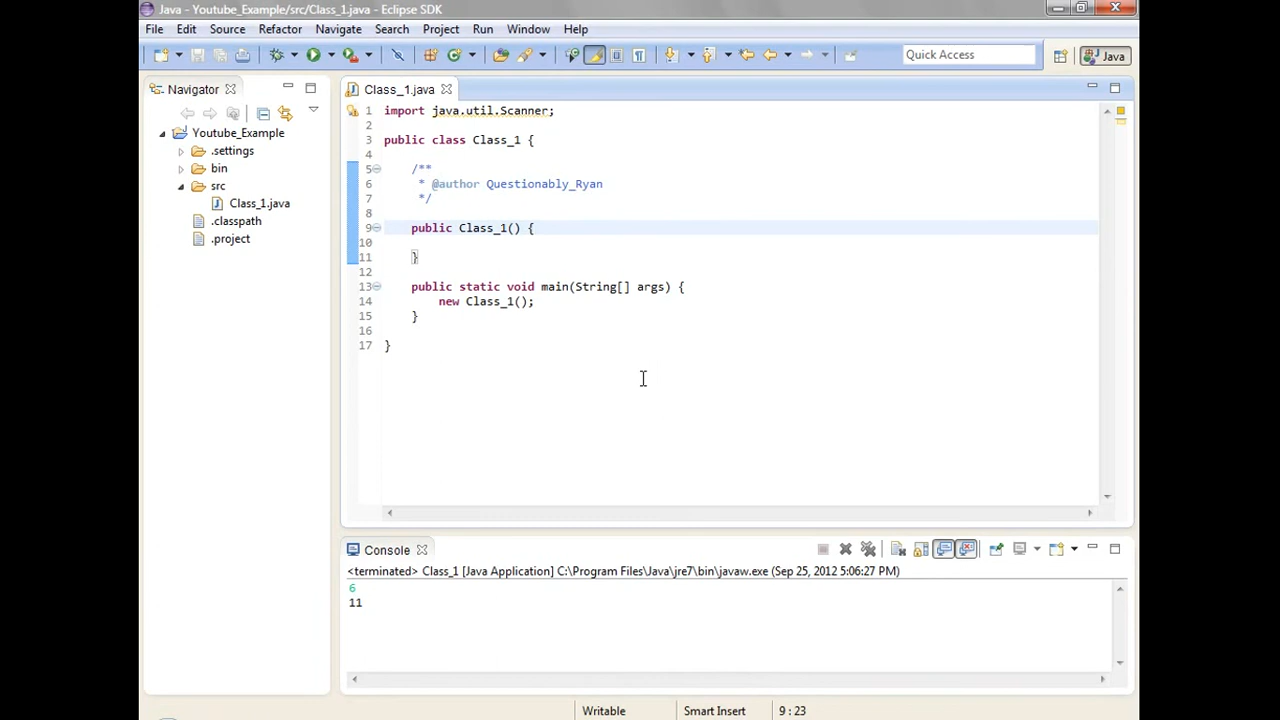 Java - Youtube_Example/src/Class_1.java - Eclipse SDK
File Edit Source Refactor Navigate Search Project Run Window Help
Quick Access
Java
Navigator
Youtube_Example
.settings
bin
src
Class_1.java
.classpath
.project
Class_1.java
1 import java.util.Scanner;
2
3 public class Class_1 {
4
5 /**
6 * @author Questionably_Ryan
7 */
8
9 public Class_1() {
10
11 }
12
13 public static void main(String[] args) {
14 new Class_1();
15 }
16
17 }
Console
<terminated> Class_1 [Java Application] C:\Program Files\Java\jre7\bin\javaw.exe (Sep 25, 2012 5:06:27 PM)
6
11
Writable Smart Insert 9 : 23